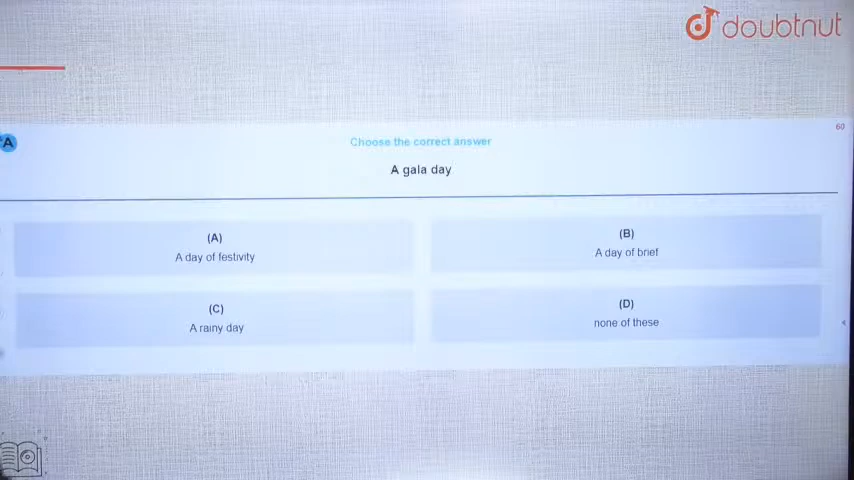 doubtnut
60
A
Choose the correct answer
A gala day
(A)
A day of festivity
(B)
A day of brief
(C)
A rainy day
(D)
none of these